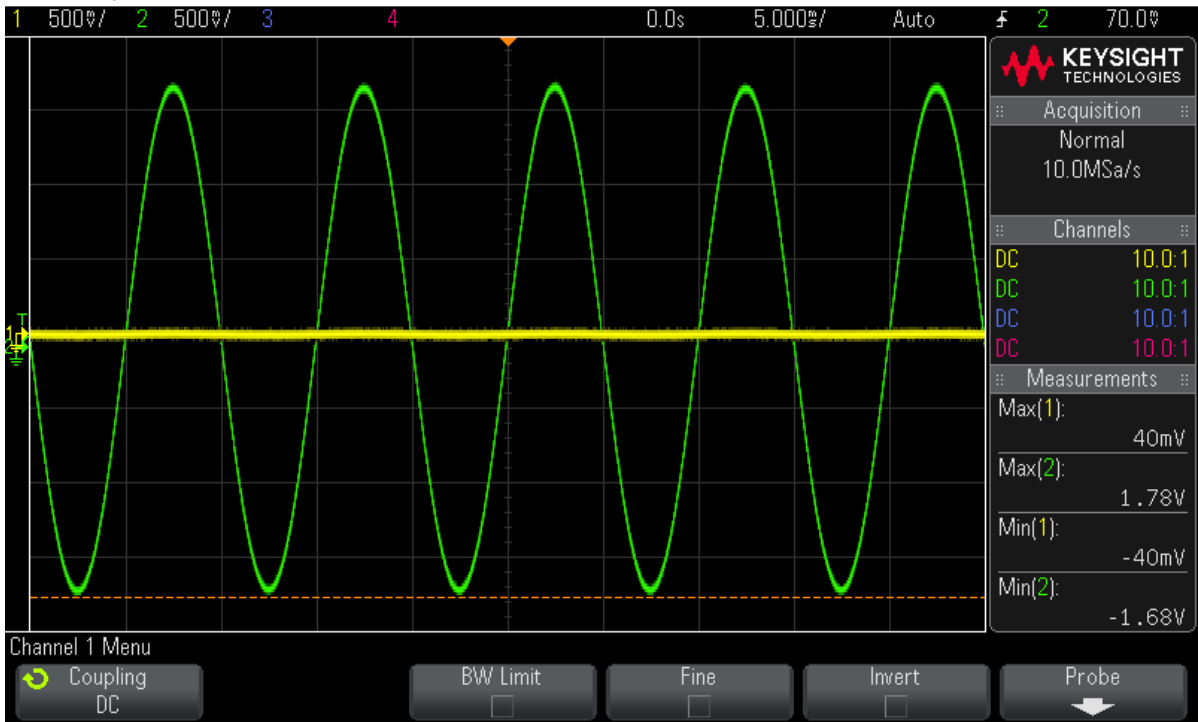 1 500mV/ 2 500mV/ 3 4 0.0s 5.000ms/ Auto 2 70.0mV
KEYSIGHT
TECHNOLOGIES
Acquisition
Normal
10.0MSa/s
Channels
DC 10.0:1
DC 10.0:1
DC 10.0:1
DC 10.0:1
Measurements
Max(1):
40mV
Max(2):
1.78V
Min(1):
-40mV
Min(2):
-1.68V
T
1
2
Channel 1 Menu
Coupling
DC
BW Limit
Fine
Invert
Probe